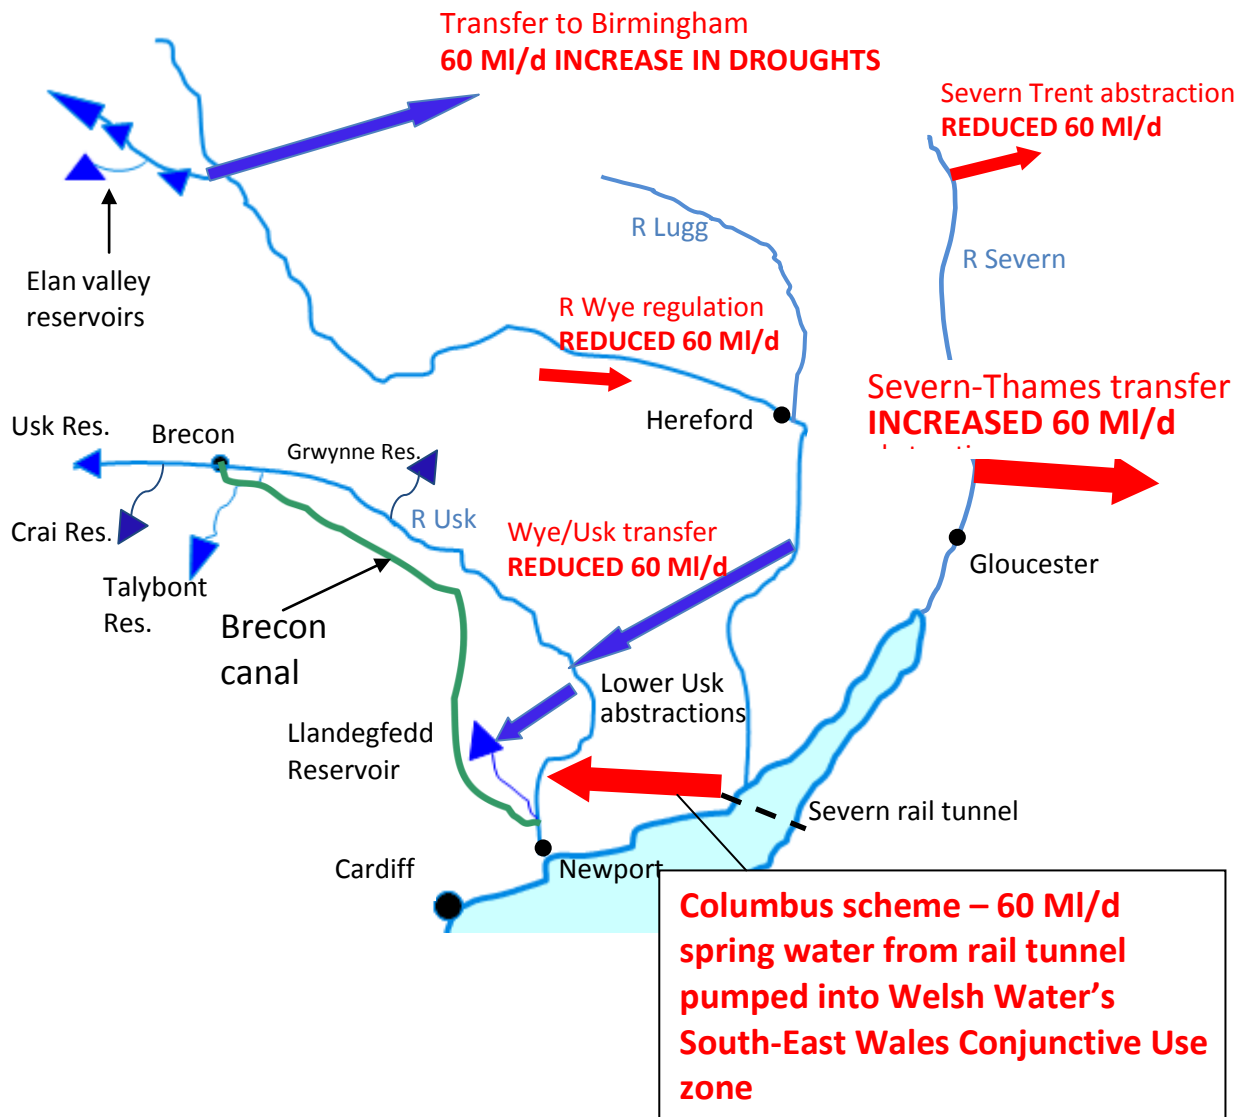 Transfer to Birmingham
60 Ml/d INCREASE IN DROUGHTS
Severn Trent abstraction
REDUCED 60 Ml/d
R Lugg
R Severn
Elan valley
reservoirs
R Wye regulation
REDUCED 60 Ml/d
Severn-Thames transfer
INCREASED 60 Ml/d
Hereford
Usk Res.
Brecon
Grwynne Res.
R Usk
Crai Res.
Wye/Usk transfer
REDUCED 60 Ml/d
Gloucester
Talybont
Res.
Brecon
canal
Lower Usk
abstractions
Llandegfedd
Reservoir
Severn rail tunnel
Cardiff
Newport
Columbus scheme – 60 Ml/d
spring water from rail tunnel
pumped into Welsh Water’s
South-East Wales Conjunctive Use
zone